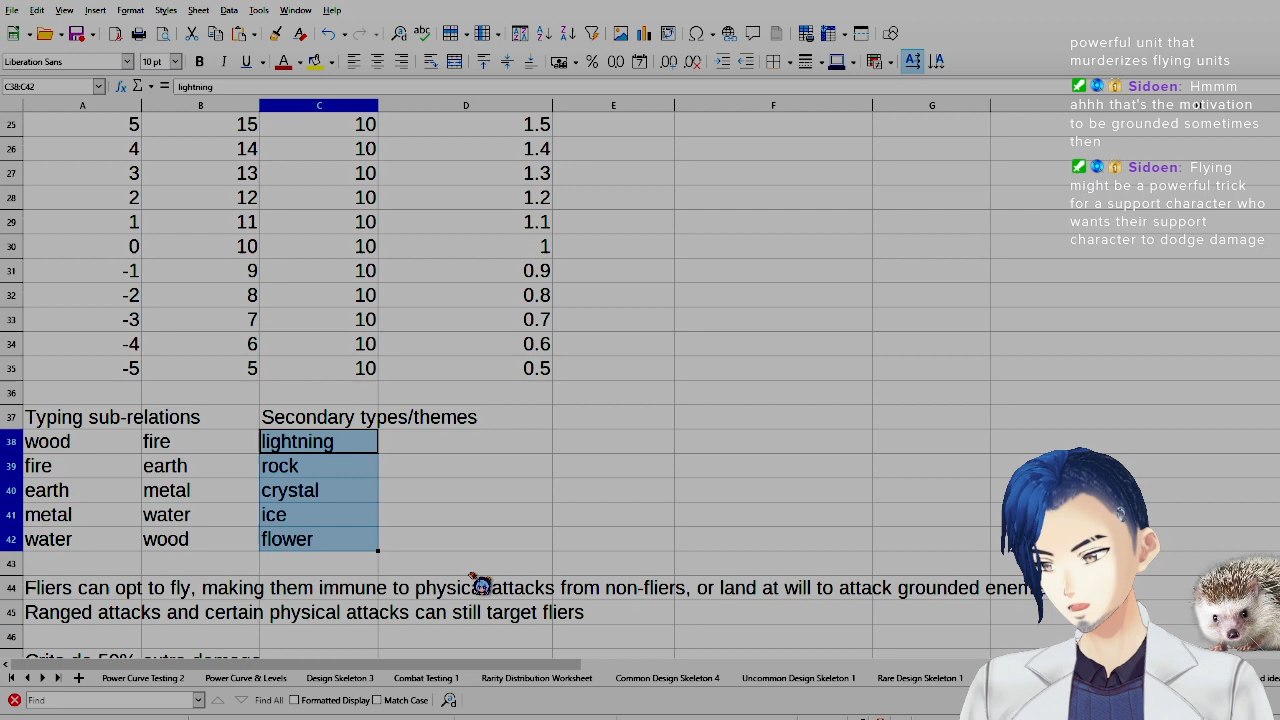 File Edit View Insert Format Styles Sheet Data Tools Window Help
Liberation Sans 10 pt
C38:C42 lightning
A B C D E F G
25 5 15 10 1.5
26 4 14 10 1.4
27 3 13 10 1.3
28 2 12 10 1.2
29 1 11 10 1.1
30 0 10 10 1
31 -1 9 10 0.9
32 -2 8 10 0.8
33 -3 7 10 0.7
34 -4 6 10 0.6
35 -5 5 10 0.5
36
37 Typing sub-relations Secondary types/themes
38 wood fire lightning
39 fire earth rock
40 earth metal crystal
41 metal water ice
42 water wood flower
43
44 Fliers can opt to fly, making them immune to physical attacks from non-fliers, or land at will to attack grounded
45 Ranged attacks and certain physical attacks can still target fliers
46
Crits do 50% extra damage
Power Curve Testing 2 Power Curve & Levels Design Skeleton 3 Combat Testing 1 Rarity Distribution Worksheet Common Design Skeleton 4 Uncommon Design Skeleton 1 Rare Design Skeleton 1
Find Find All Formatted Display Match Case
powerful unit that
murderizes flying units
Sidoen: Hmmm
ahhh that's the motivation
to be grounded sometimes
then
Sidoen: Flying
might be a powerful trick
for a support character who
wants their support
character to dodge damage